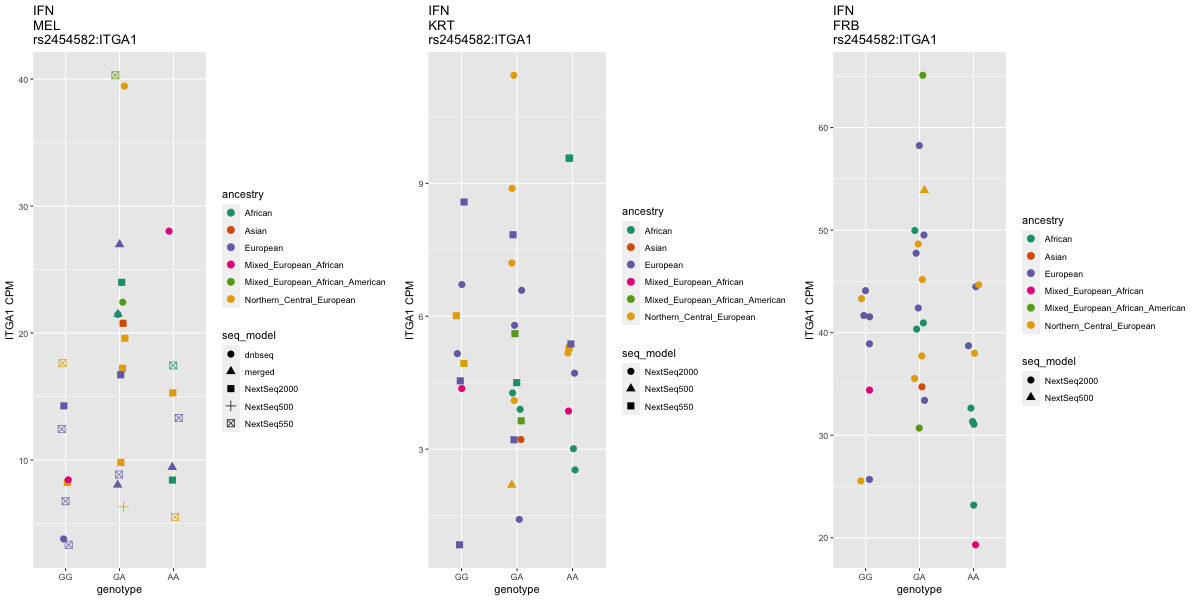 IFN
MEL
rs2454582:ITGA1
ITGA1 CPM
40
30
20
10
GG
GA
AA
genotype
ancestry
African
Asian
European
Mixed_European_African
Mixed_European_African_American
Northern_Central_European
seq_model
dnbseq
merged
NextSeq2000
NextSeq500
NextSeq550
IFN
KRT
rs2454582:ITGA1
ITGA1 CPM
9
6
3
GG
GA
AA
genotype
ancestry
African
Asian
European
Mixed_European_African
Mixed_European_African_American
Northern_Central_European
seq_model
NextSeq2000
NextSeq500
NextSeq550
IFN
FRB
rs2454582:ITGA1
ITGA1 CPM
60
50
40
30
20
GG
GA
AA
genotype
ancestry
African
Asian
European
Mixed_European_African
Mixed_European_African_American
Northern_Central_European
seq_model
NextSeq2000
NextSeq500